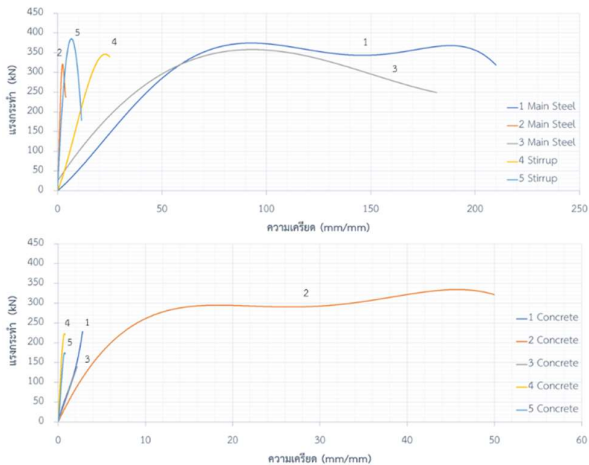 450
400
350
300
250
200
150
100
50
0
แรงกระทำ (kN)
2
5
4
1
3
1 Main Steel
2 Main Steel
3 Main Steel
4 Stirrup
5 Stirrup
0 50 100 150 200 250
ความเครียด (mm/mm)
450
400
350
300
250
200
150
100
50
0
แรงกระทำ (kN)
2
4 1
5
3
1 Concrete
2 Concrete
3 Concrete
4 Concrete
5 Concrete
0 10 20 30 40 50 60
ความเครียด (mm/mm)